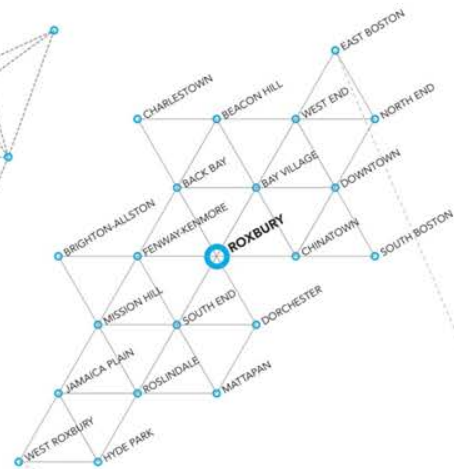 EAST BOSTON
CHARLESTOWN
BEACON HILL
WEST END
NORTH END
BACK BAY
BAY VILLAGE
DOWNTOWN
BRIGHTON-ALLSTON
FENWAY-KENMORE
ROXBURY
CHINATOWN
SOUTH BOSTON
MISSION HILL
SOUTH END
DORCHESTER
JAMAICA PLAIN
ROSLINDALE
MATTAPAN
WEST ROXBURY
HYDE PARK